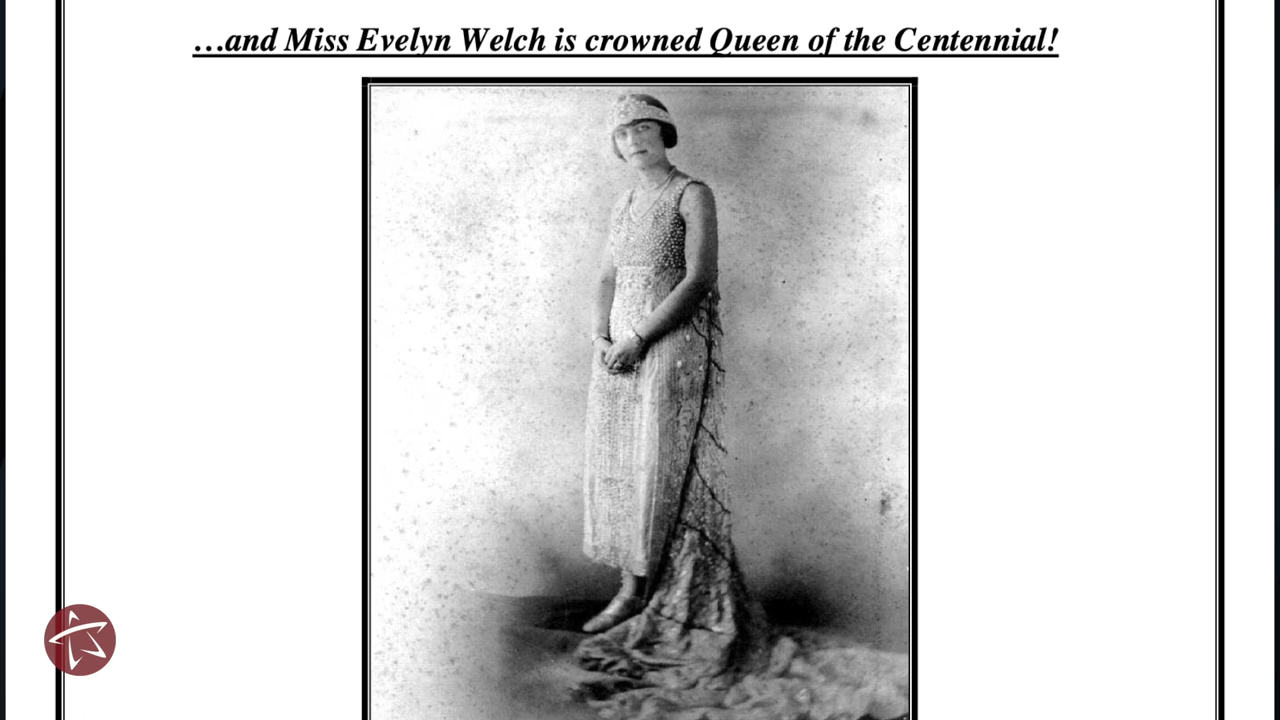 …and Miss Evelyn Welch is crowned Queen of the Centennial!